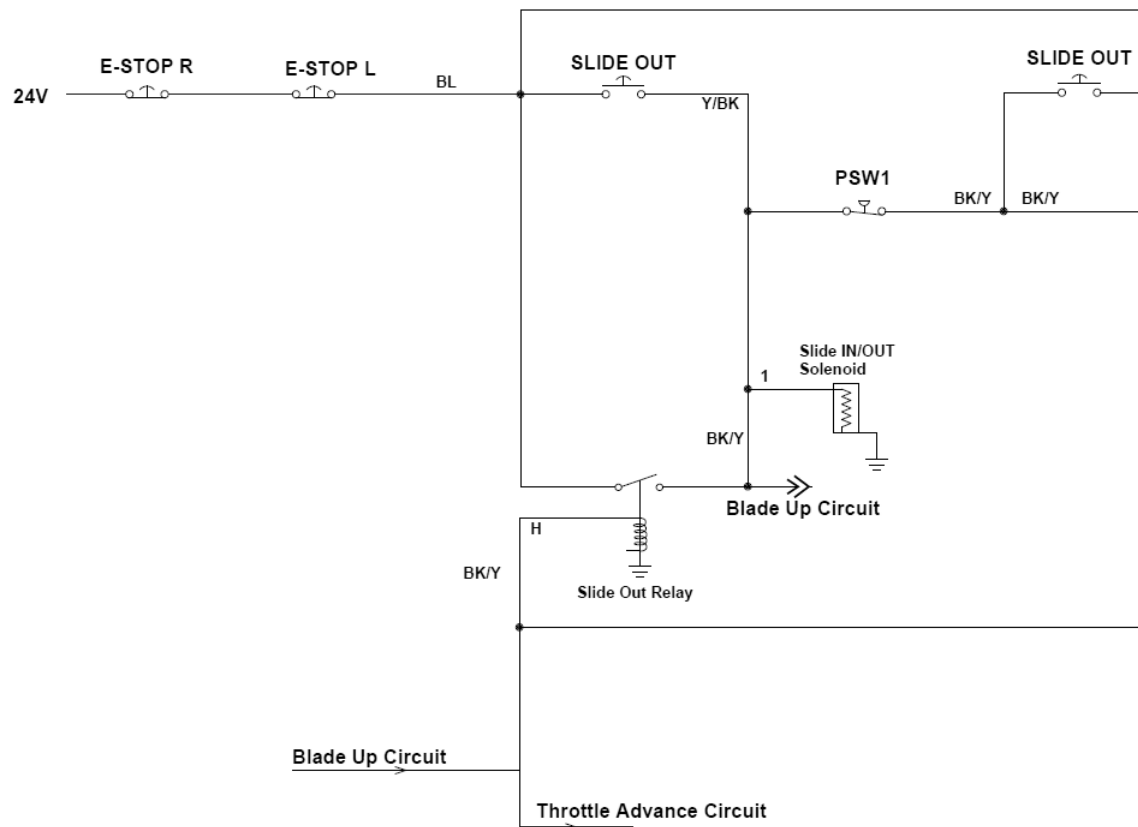 E-STOP R
E-STOP L
BL
SLIDE OUT
SLIDE OUT
24V
Y/BK
PSW1
BK/Y
BK/Y
Slide IN/OUT
Solenoid
1
BK/Y
Blade Up Circuit
H
BK/Y
Slide Out Relay
Blade Up Circuit
Throttle Advance Circuit